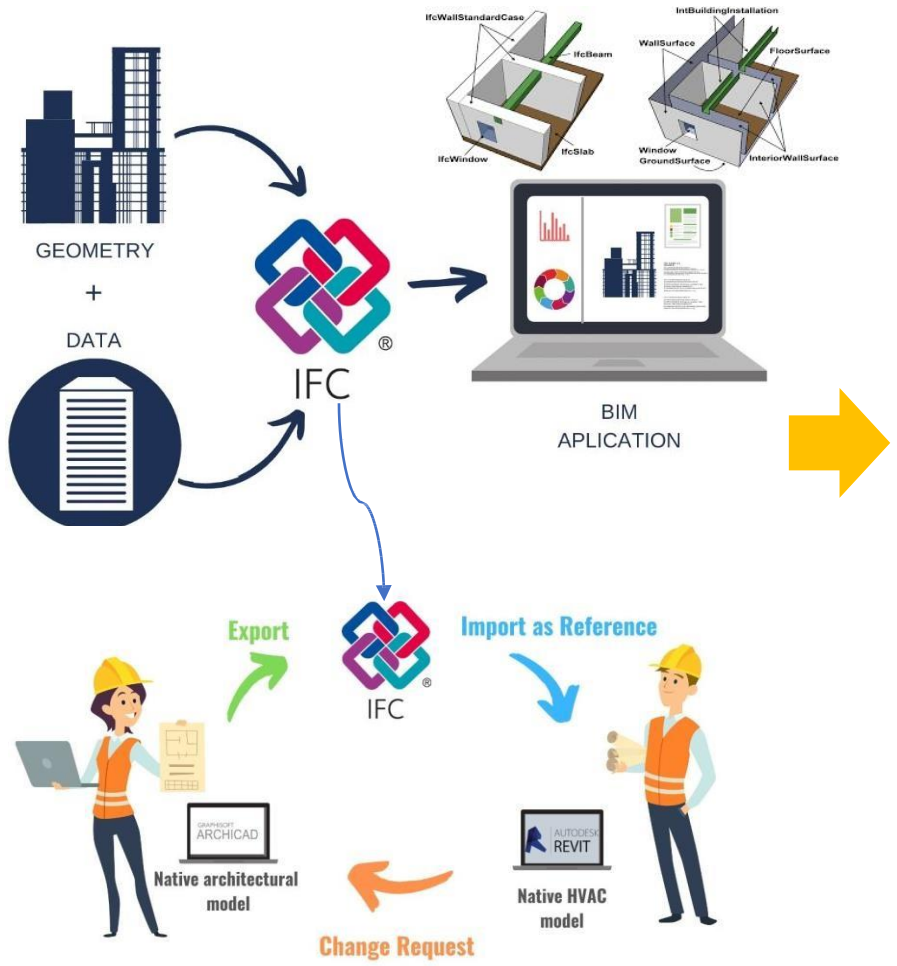 IfcWallStandardCase
IfcBeam
IfcWindow
IfcSlab
IntBuildingInstallation
WallSurface
FloorSurface
Window
GroundSurface
InteriorWallSurface
GEOMETRY
+
DATA
®
IFC
BIM
APLICATION
Export
Import as Reference
®
IFC
GRAPHISOFT
ARCHICAD
Native architectural
model
AUTODESK
REVIT
Native HVAC
model
Change Request